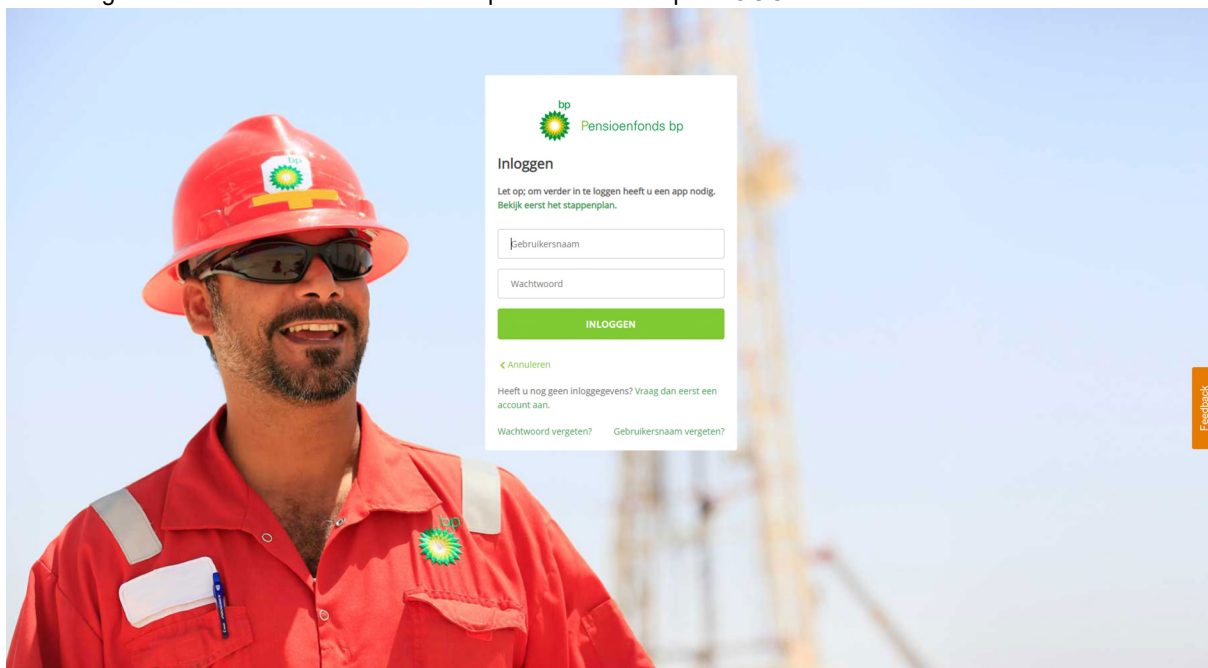 bp
Pensioenfonds bp
Inloggen
Let op; om verder in te loggen heeft u een app nodig.
Bekijk eerst het stappenplan.
Gebruikersnaam
Wachtwoord
INLOGGEN
Annuleren
Heeft u nog geen inloggegevens? Vraag dan eerst een
account aan.
Wachtwoord vergeten? Gebruikersnaam vergeten?
Feedback
bp
bp